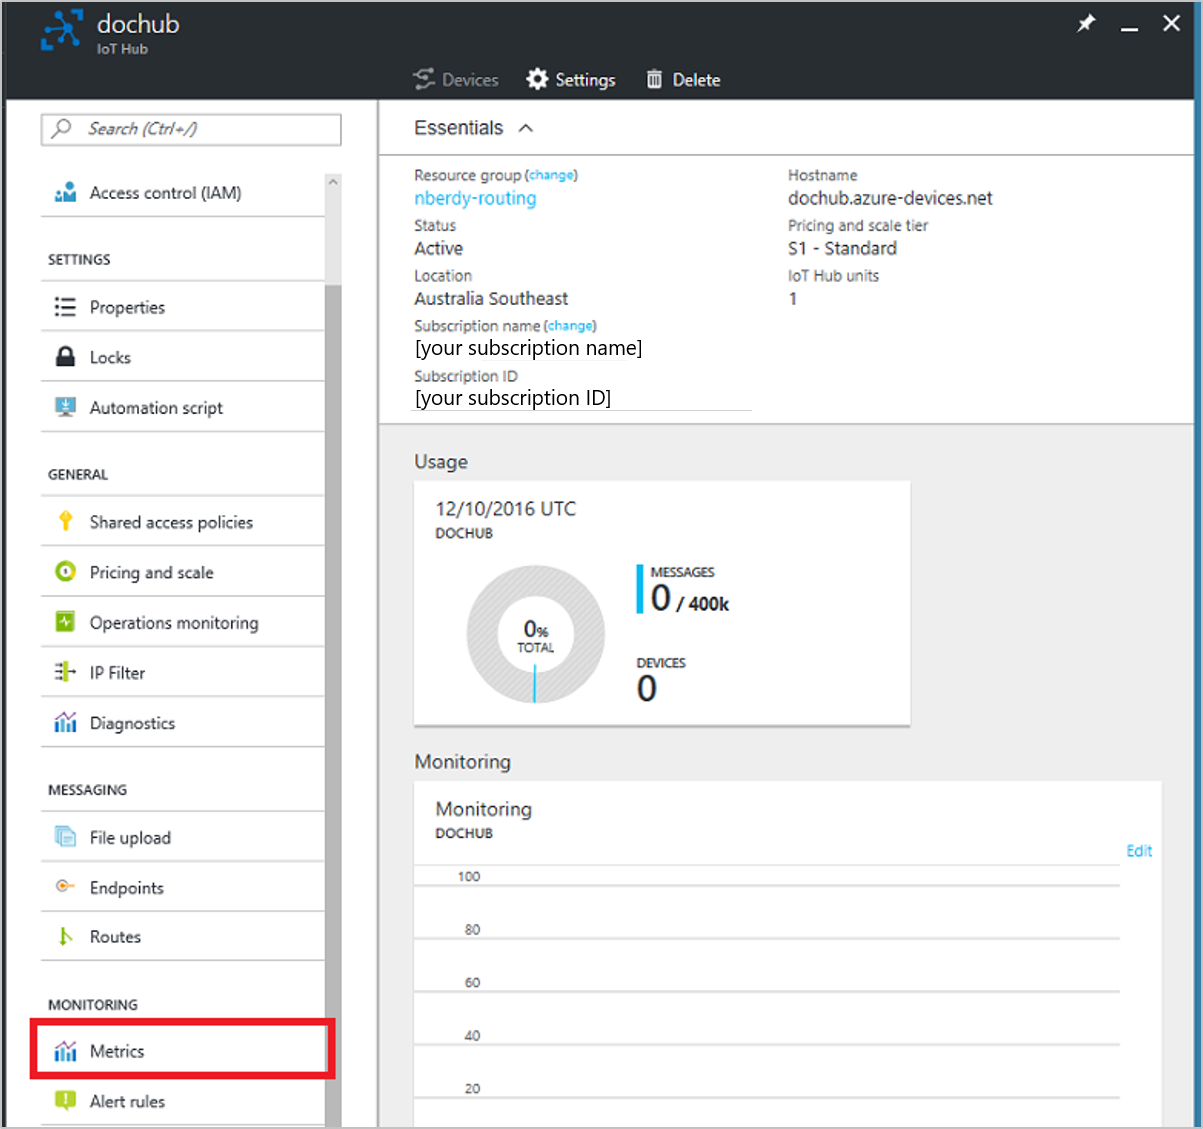 dochub
IoT Hub
Devices Settings Delete
Search (Ctrl+/)
Access control (IAM)
SETTINGS
Properties
Locks
Automation script
GENERAL
Shared access policies
Pricing and scale
Operations monitoring
IP Filter
Diagnostics
MESSAGING
File upload
Endpoints
Routes
MONITORING
Metrics
Alert rules
Essentials
Resource group (change)
nberdy-routing
Status
Active
Location
Australia Southeast
Subscription name (change)
[your subscription name]
Subscription ID
[your subscription ID]
Hostname
dochub.azure-devices.net
Pricing and scale tier
S1 - Standard
IoT Hub units
1
Usage
12/10/2016 UTC
DOCHUB
0%
TOTAL
MESSAGES
0 / 400k
DEVICES
0
Monitoring
Monitoring
DOCHUB
Edit
100
80
60
40
20